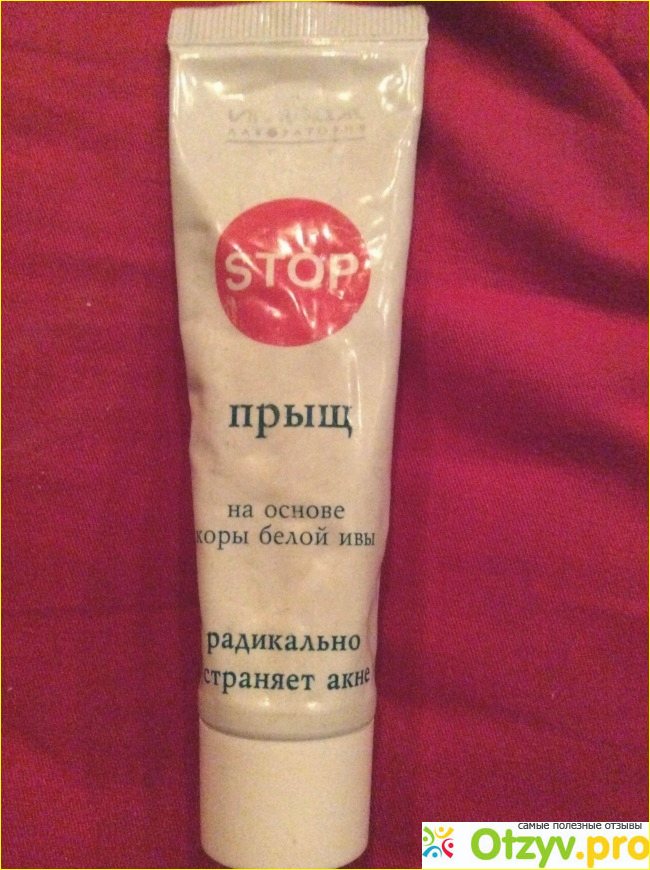 STOP
прыщ
на основе
коры белой ивы
радикально
страняет акне
самые полезные отзывы
Otzyv.pro